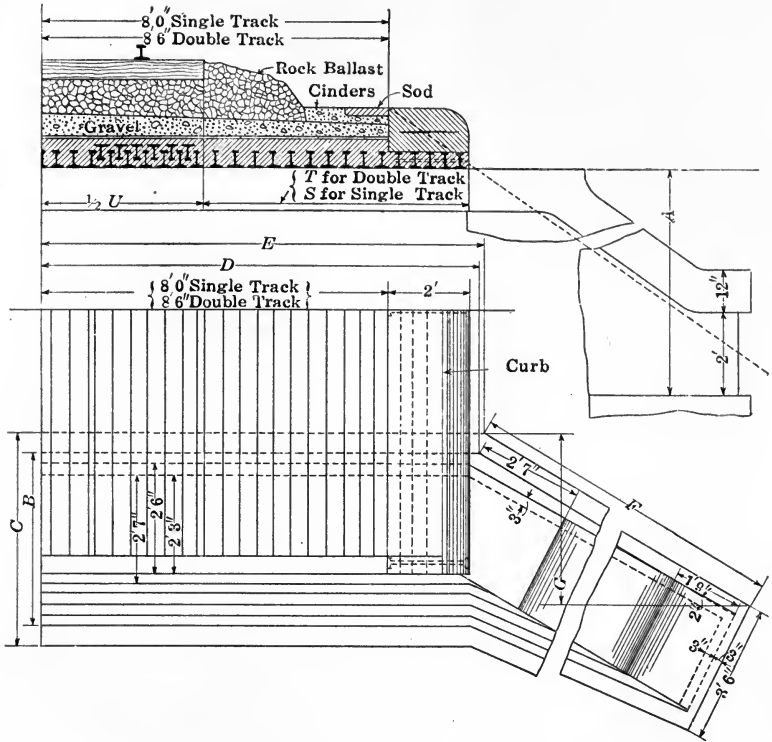 8'0" Single Track
8'6" Double Track
Rock Ballast
Cinders
Sod
Gravel
T for Double Track
S for Single Track
½ U
A
E
D
8'0" Single Track
8'6" Double Track
2'
12"
2'
Curb
C
B
2'7"
2'6"
2'3"
2'7"
3"
F
G
1'9"
2"
3"
3"
2'6"